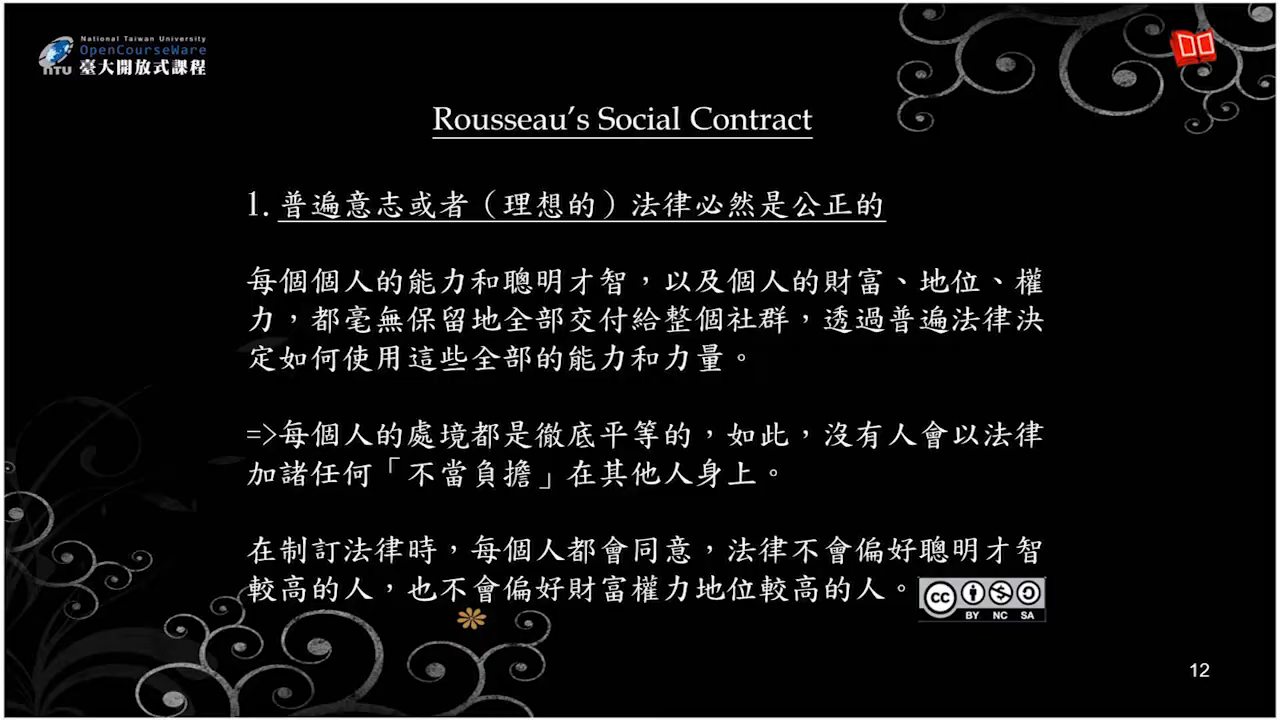 National Taiwan University
OpenCourseWare
NTU 臺大開放式課程
Rousseau's Social Contract
1. 普遍意志或者（理想的）法律必然是公正的
每個個人的能力和聰明才智，以及個人的財富、地位、權
力，都毫無保留地全部交付給整個社群，透過普遍法律決
定如何使用這些全部的能力和力量。
=>每個人的處境都是徹底平等的，如此，沒有人會以法律
加諸任何「不當負擔」在其他人身上。
在制訂法律時，每個人都會同意，法律不會偏好聰明才智
較高的人，也不會偏好財富權力地位較高的人。
cc BY NC SA
12